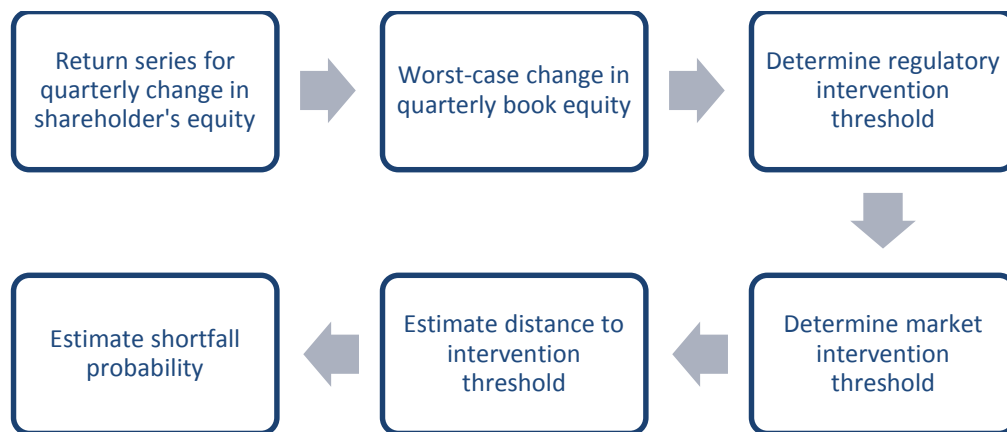 Return series for
quarterly change in
shareholder's equity
Worst-case change in
quarterly book equity
Determine regulatory
intervention
threshold
Determine market
intervention
threshold
Estimate distance to
intervention
threshold
Estimate shortfall
probability